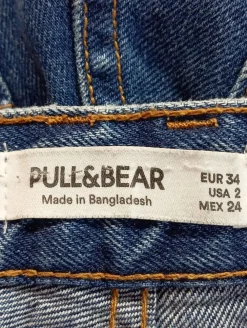 PULL&BEAR
Made in Bangladesh
EUR 34
USA 2
MEX 24